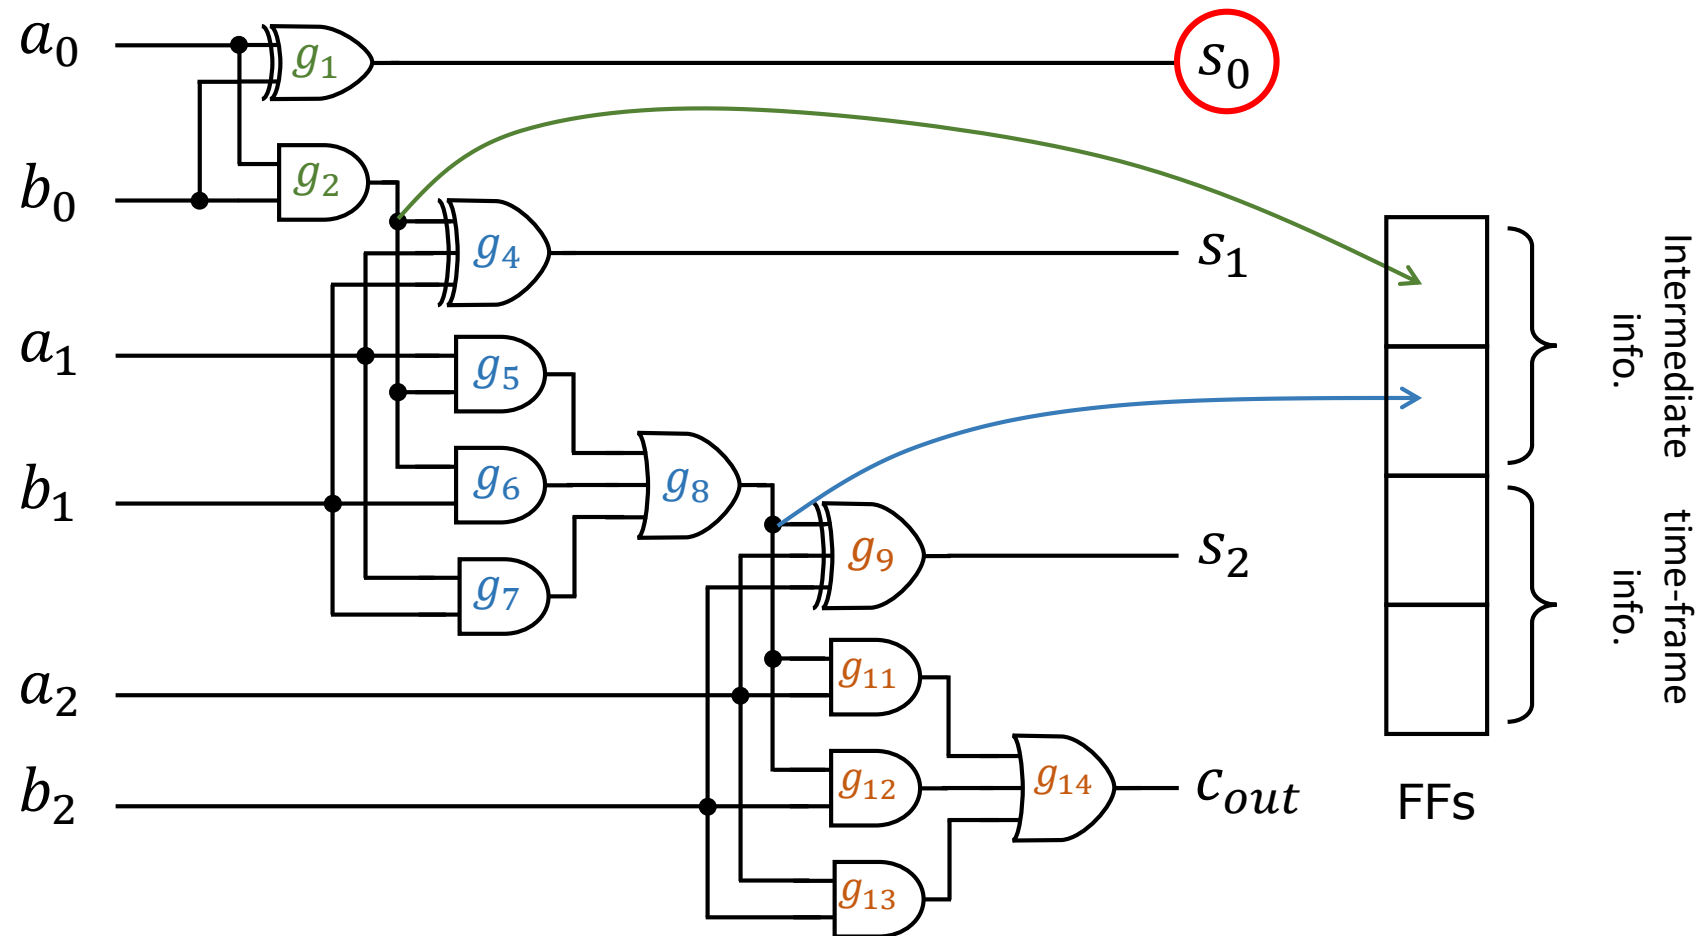 a₀
g₁
s₀
b₀
g₂
g₄
s₁
a₁
g₅
b₁
g₆
g₈
g₇
g₉
s₂
a₂
g₁₁
b₂
g₁₂
g₁₄
c_out
g₁₃
Intermediate
info.
time-frame
info.
FFs